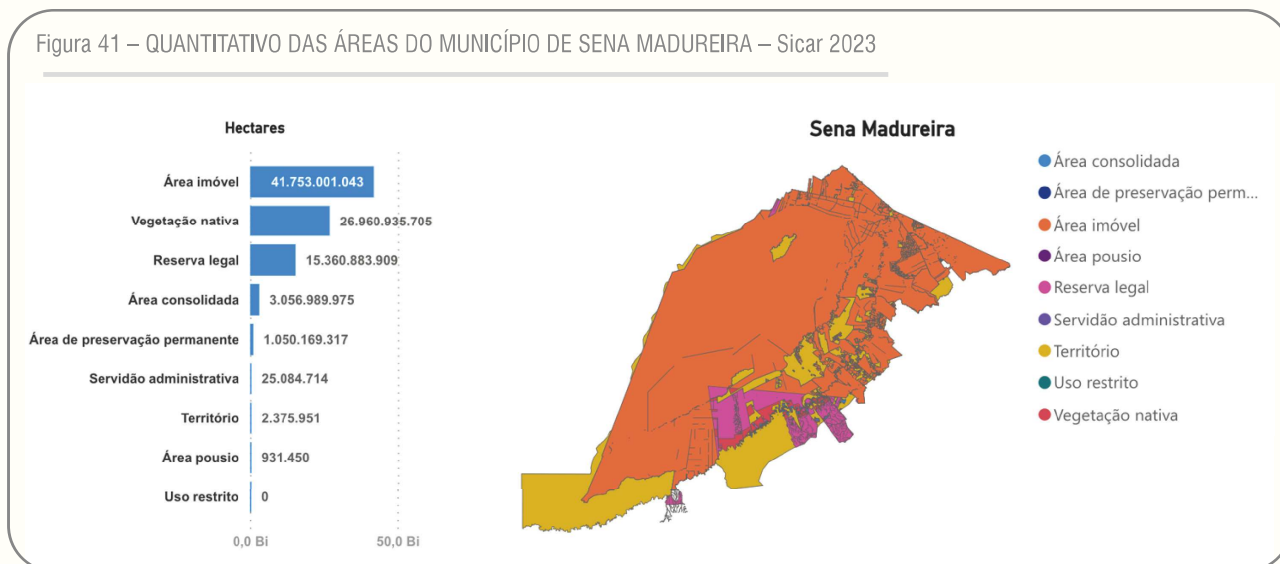 Figura 41 – QUANTITATIVO DAS ÁREAS DO MUNICÍPIO DE SENA MADUREIRA – Sicar 2023
Hectares
Área imóvel 41.753.001.043
Vegetação nativa 26.960.935.705
Reserva legal 15.360.883.909
Área consolidada 3.056.989.975
Área de preservação permanente 1.050.169.317
Servidão administrativa 25.084.714
Território 2.375.951
Área pousio 931.450
Uso restrito 0
0,0 Bi 50,0 Bi
Sena Madureira
Área consolidada
Área de preservação perm...
Área imóvel
Área pousio
Reserva legal
Servidão administrativa
Território
Uso restrito
Vegetação nativa